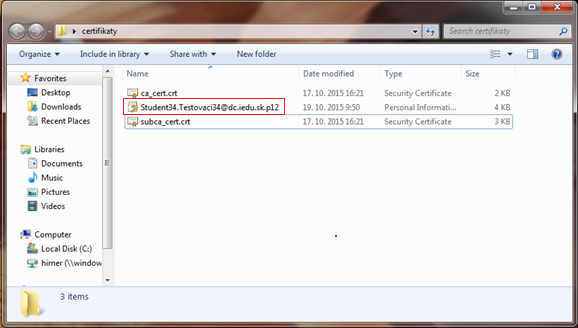 certifikaty
Search certifikaty
Organize Include in library Share with New folder
Favorites
Desktop
Downloads
Recent Places
Libraries
Documents
Music
Pictures
Videos
Computer
Local Disk (C:)
hirner (\\window
Name Date modified Type Size
ca_cert.crt 17. 10. 2015 16:21 Security Certificate 2 KB
Student34.Testovaci34@dc.iedu.sk.p12 19. 10. 2015 9:50 Personal Informati... 4 KB
subca_cert.crt 17. 10. 2015 16:21 Security Certificate 3 KB
3 items